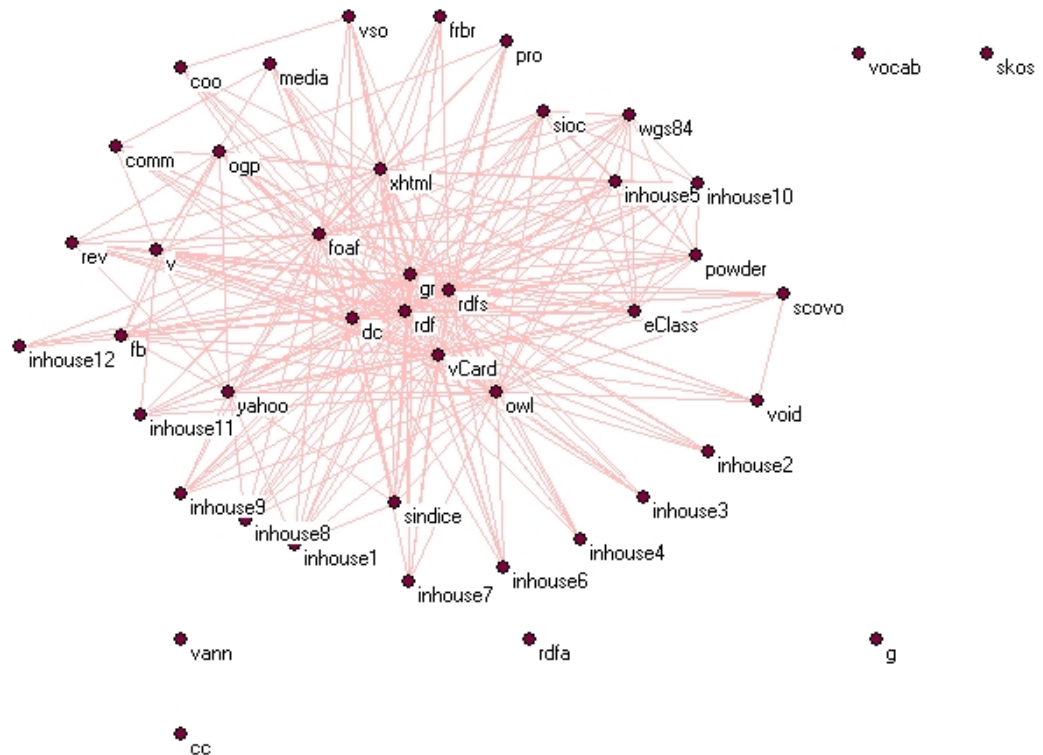 vso
frbr
pro
vocab
skos
coo
media
sioc
wgs84
comm
ogp
xhtml
inhouse5
inhouse10
rev
v
foaf
powder
gr
rdfs
scovo
rdf
eClass
dc
inhouse12
fb
vCard
yahoo
owl
void
inhouse11
inhouse2
inhouse9
inhouse3
sindice
inhouse8
inhouse4
inhouse1
inhouse6
inhouse7
vann
rdfa
g
cc